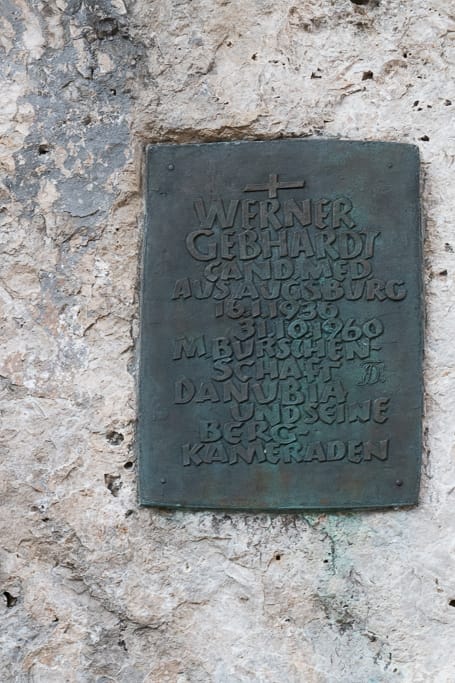 WERNER
GEBHARDT
CAND MED
AUS AUGSBURG
16.1.1936
31.10.1960
M BURSCHEN-
SCHAFT
DANUBIA
UND SEINE
BERG-
KAMERADEN